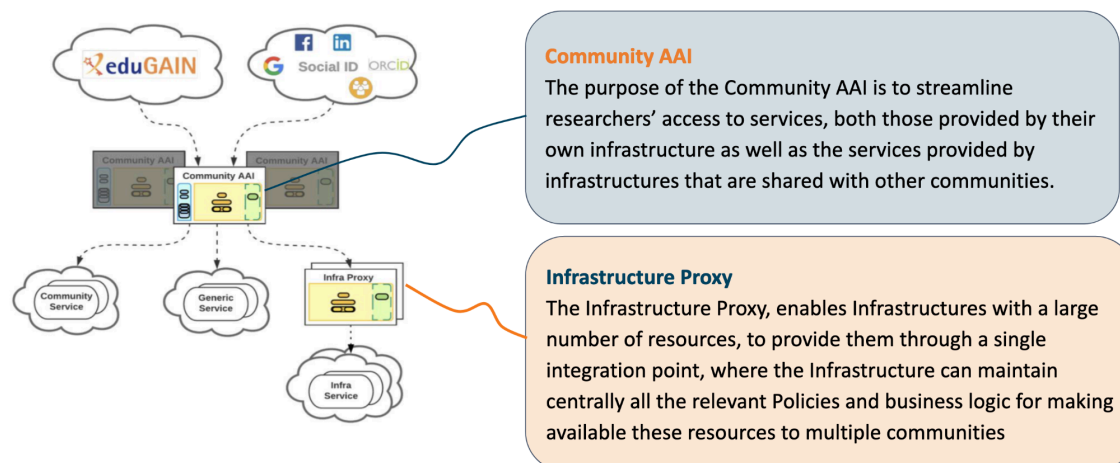 eduGAIN
Social ID
ORCID
Community AAI
Community AAI
Community AAI
Community
Service
Generic
Service
Infra Proxy
Infra
Service
Community AAI
The purpose of the Community AAI is to streamline
researchers' access to services, both those provided by their
own infrastructure as well as the services provided by
infrastructures that are shared with other communities.
Infrastructure Proxy
The Infrastructure Proxy, enables Infrastructures with a large
number of resources, to provide them through a single
integration point, where the Infrastructure can maintain
centrally all the relevant Policies and business logic for making
available these resources to multiple communities